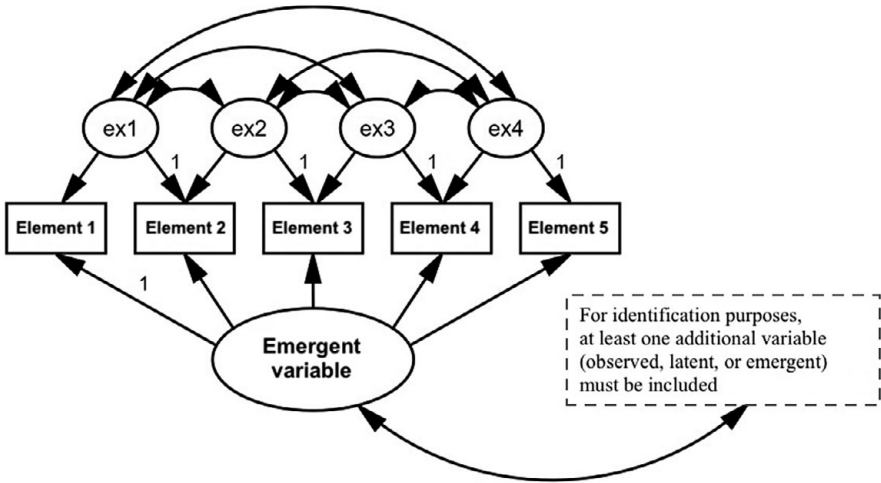 ex1 ex2 ex3 ex4
1 1 1 1
Element 1 Element 2 Element 3 Element 4 Element 5
1
Emergent
variable
For identification purposes,
at least one additional variable
(observed, latent, or emergent)
must be included